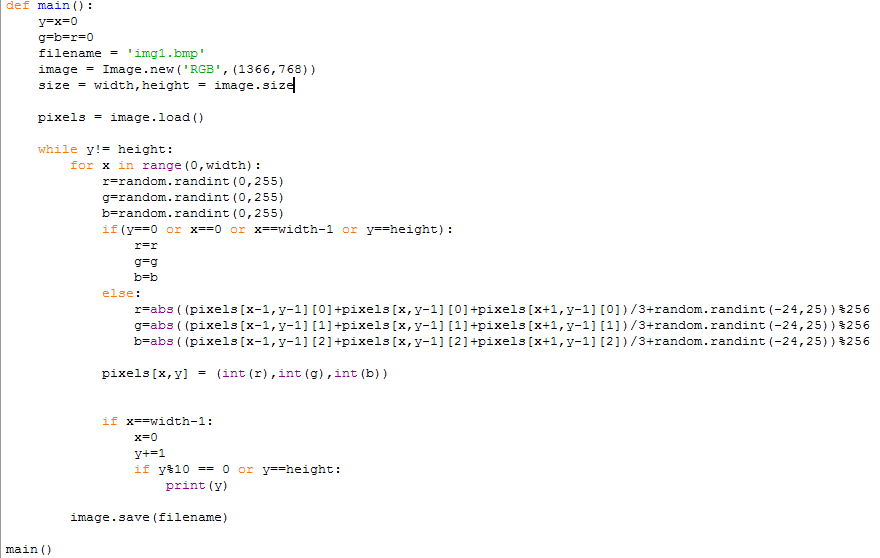 def main():
    y=x=0
    g=b=r=0
    filename = 'img1.bmp'
    image = Image.new('RGB',(1366,768))
    size = width,height = image.size

    pixels = image.load()

    while y!= height:
        for x in range(0,width):
            r=random.randint(0,255)
            g=random.randint(0,255)
            b=random.randint(0,255)
            if(y==0 or x==0 or x==width-1 or y==height):
                r=r
                g=g
                b=b
            else:
                r=abs((pixels[x-1,y-1][0]+pixels[x,y-1][0]+pixels[x+1,y-1][0])/3+random.randint(-24,25))%256
                g=abs((pixels[x-1,y-1][1]+pixels[x,y-1][1]+pixels[x+1,y-1][1])/3+random.randint(-24,25))%256
                b=abs((pixels[x-1,y-1][2]+pixels[x,y-1][2]+pixels[x+1,y-1][2])/3+random.randint(-24,25))%256

            pixels[x,y] = (int(r),int(g),int(b))


            if x==width-1:
                x=0
                y+=1
                if y%10 == 0 or y==height:
                    print(y)

        image.save(filename)

main()